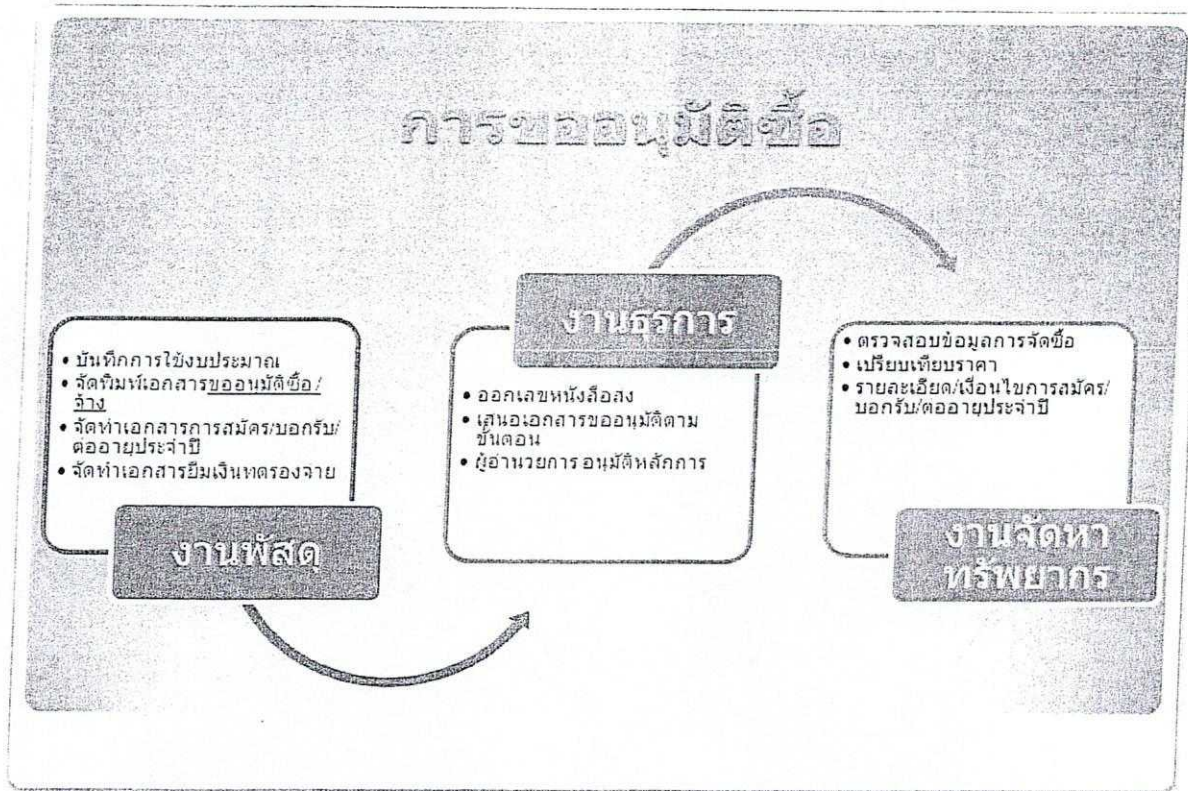 การขออนุมัติซื้อ
• บันทึกการใช้งบประมาณ
• จัดพิมพ์เอกสารขออนุมัติซื้อ/
จ้าง
• จัดทำเอกสารการสมัคร/บอกรับ/
ต่ออายุประจำปี
• จัดทำเอกสารยืมเงินทดรองจ่าย
งานพัสดุ
งานธุรการ
• ออกเลขหนังสือส่ง
• เสนอเอกสารขออนุมัติตาม
ขั้นตอน
• ผู้อำนวยการ อนุมัติหลักการ
• ตรวจสอบข้อมูลการจัดซื้อ
• เปรียบเทียบราคา
• รายละเอียด/เงื่อนไขการสมัคร/
บอกรับ/ต่ออายุประจำปี
งานจัดหา
ทรัพยากร